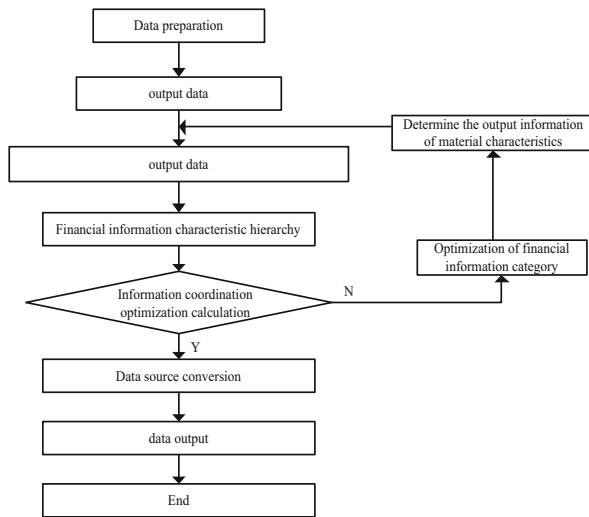 Data preparation
output data
Determine the output information
of material characteristics
output data
Financial information characteristic hierarchy
Optimization of financial
information category
Information coordination
optimization calculation
N
Y
Data source conversion
data output
End